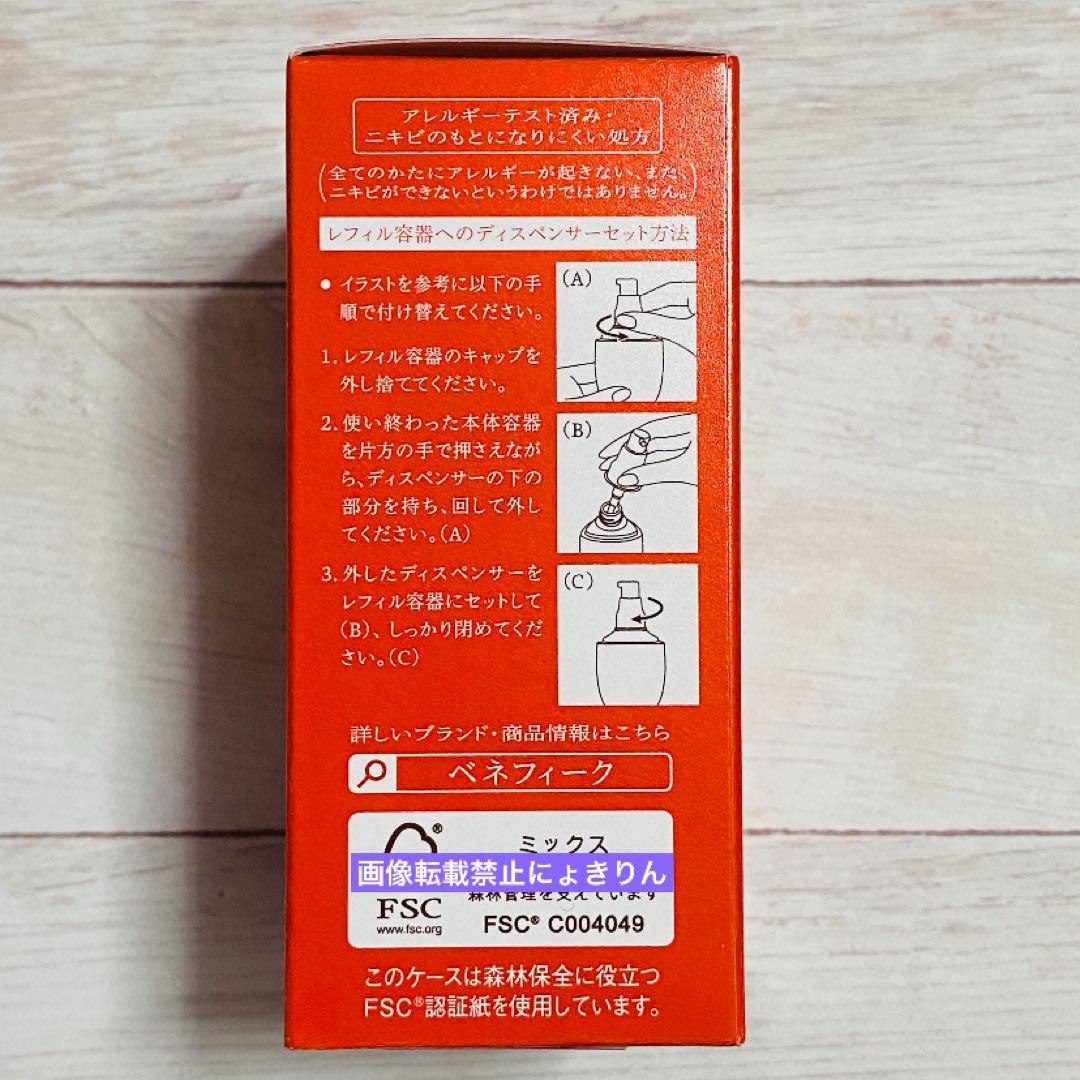 アレルギーテスト済み・
ニキビのもとになりにくい処方
(全てのかたにアレルギーが起きない、また、
ニキビができないというわけではありません。)
レフィル容器へのディスペンサーセット方法
● イラストを参考に以下の手
順で付け替えてください。
1. レフィル容器のキャップを
外し捨ててください。
2. 使い終わった本体容器
を片方の手で押さえなが
ら、ディスペンサーの下の
部分を持ち、回して外し
てください。(A)
3. 外したディスペンサーを
レフィル容器にセットして
(B)、しっかり閉めてくだ
さい。(C)
(A)
(B)
(C)
詳しいブランド・商品情報はこちら
ベネフィーク
®
FSC
www.fsc.org
ミックス
画像転載禁止にょきりん
森林管理を支えています
FSC® C004049
このケースは森林保全に役立つ
FSC®認証紙を使用しています。